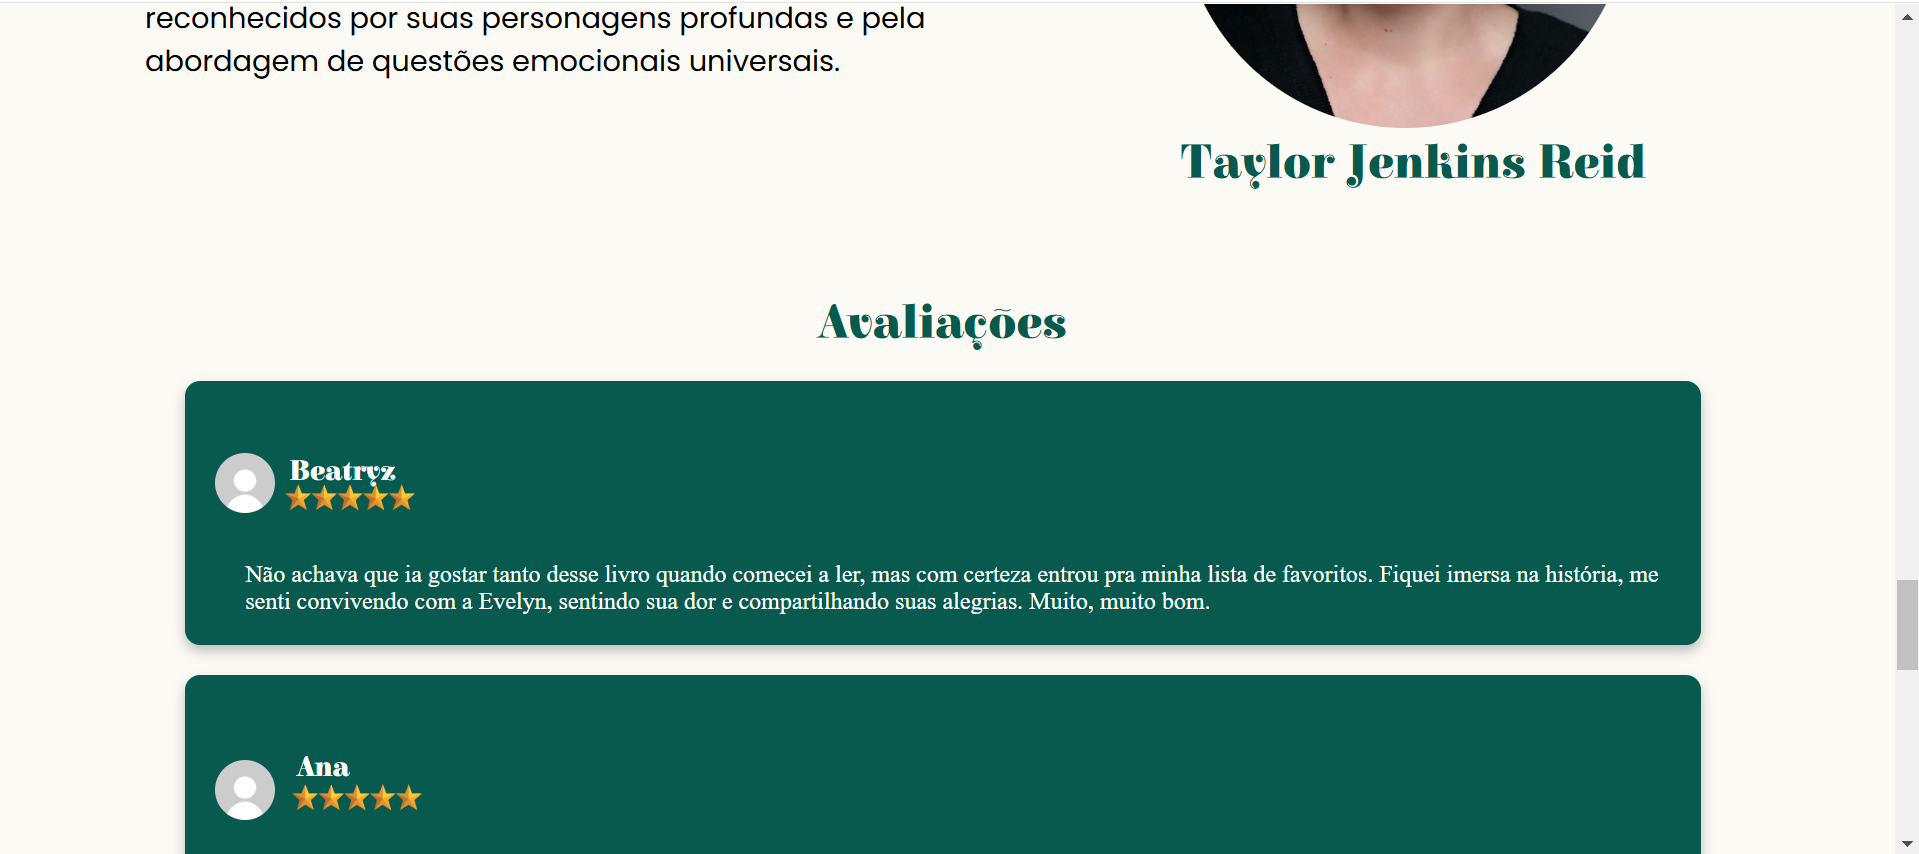 reconhecidos por suas personagens profundas e pela
abordagem de questões emocionais universais.
Taylor Jenkins Reid
Avaliações
Beatryz
Não achava que ia gostar tanto desse livro quando comecei a ler, mas com certeza entrou pra minha lista de favoritos. Fiquei imersa na história, me
senti convivendo com a Evelyn, sentindo sua dor e compartilhando suas alegrias. Muito, muito bom.
Ana